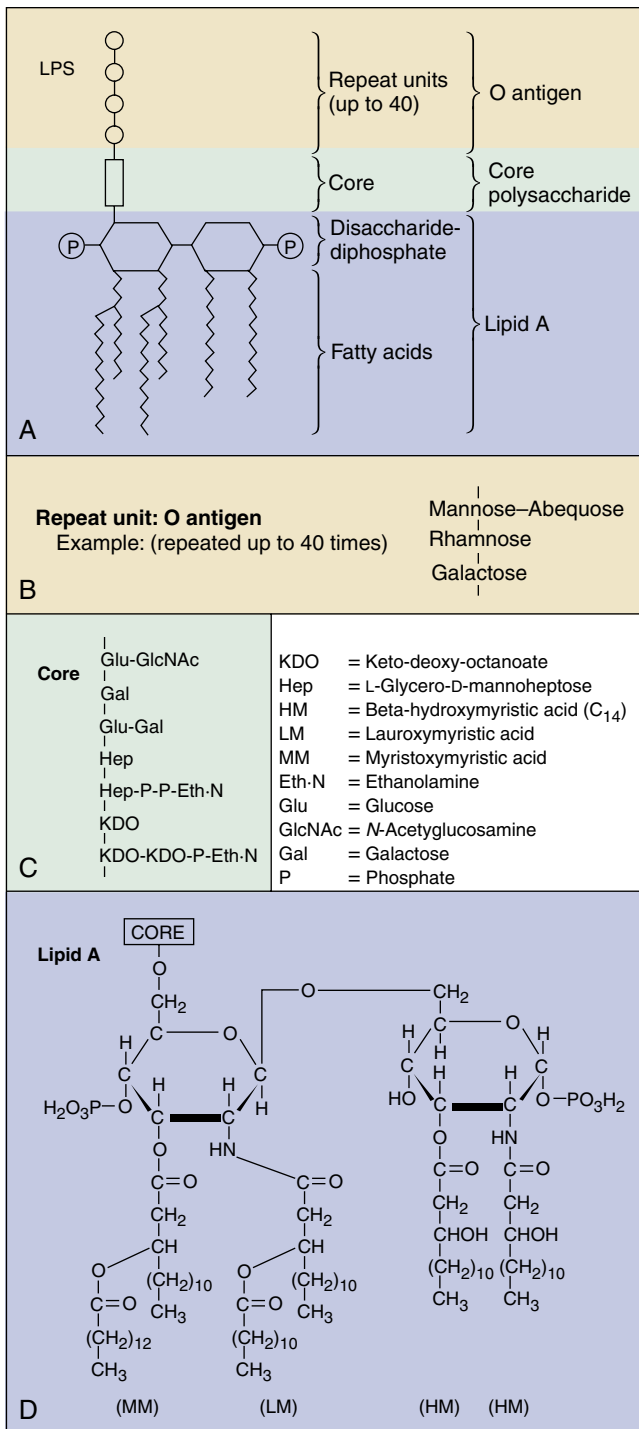 LPS
Repeat units
(up to 40)
O antigen
Core
Core
polysaccharide
P
P
Disaccharide-
diphosphate
Fatty acids
Lipid A
A
Repeat unit: O antigen
Example: (repeated up to 40 times)
Mannose–Abequose
Rhamnose
Galactose
B
Core
Glu-GlcNAc
Gal
Glu-Gal
Hep
Hep-P-P-Eth·N
KDO
KDO-KDO-P-Eth·N
C
KDO = Keto-deoxy-octanoate
Hep = L-Glycero-D-mannoheptose
HM = Beta-hydroxymyristic acid (C14)
LM = Lauroxymyristic acid
MM = Myristoxymyristic acid
Eth·N = Ethanolamine
Glu = Glucose
GlcNAc = N-Acetyglucosamine
Gal = Galactose
P = Phosphate
Lipid A
CORE
O
CH2 O CH2
C O C O
H H H H
C C C C
H H H H
H2O3P–O C C H HO C C O–PO3H2
O HN O HN
C=O C=O C=O C=O
CH2 CH2 CH2 CH2
CH CH CHOH CHOH
O (CH2)10 O (CH2)10 (CH2)10 (CH2)10
C=O CH3 C=O CH3 CH3 CH3
(CH2)12 (CH2)10
CH3 CH3
(MM) (LM) (HM) (HM)
D